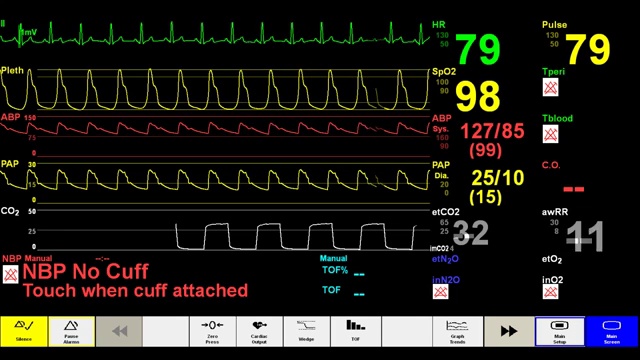 II
1mV
HR
130
50
79
Pulse
130
50
79
Pleth
SpO2
100
90
98
Tperi
ABP
150
75
0
ABP
Sys.
160
90
127/85
(99)
Tblood
PAP
30
15
0
PAP
Dia.
20
0
25/10
(15)
C.O.
--
CO2
50
25
0
etCO2
65
25
32
imCO2 4
awRR
30
8
11
NBP Manual
--:--
NBP No Cuff
Touch when cuff attached
Manual
TOF% --
TOF --
etN2O
inN2O
etO2
inO2
Silence
Pause
Alarms
Zero
Press
Cardiac
Output
Wedge
TOF
Graph
Trends
Main
Setup
Main
Screen